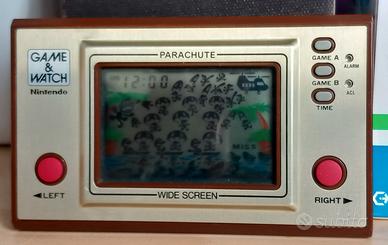 GAME
&
WATCH
Nintendo
PARACHUTE
12:00
MISS
GAME A
ALARM
GAME B
ACL
TIME
◄LEFT
WIDE SCREEN
RIGHT►
subito